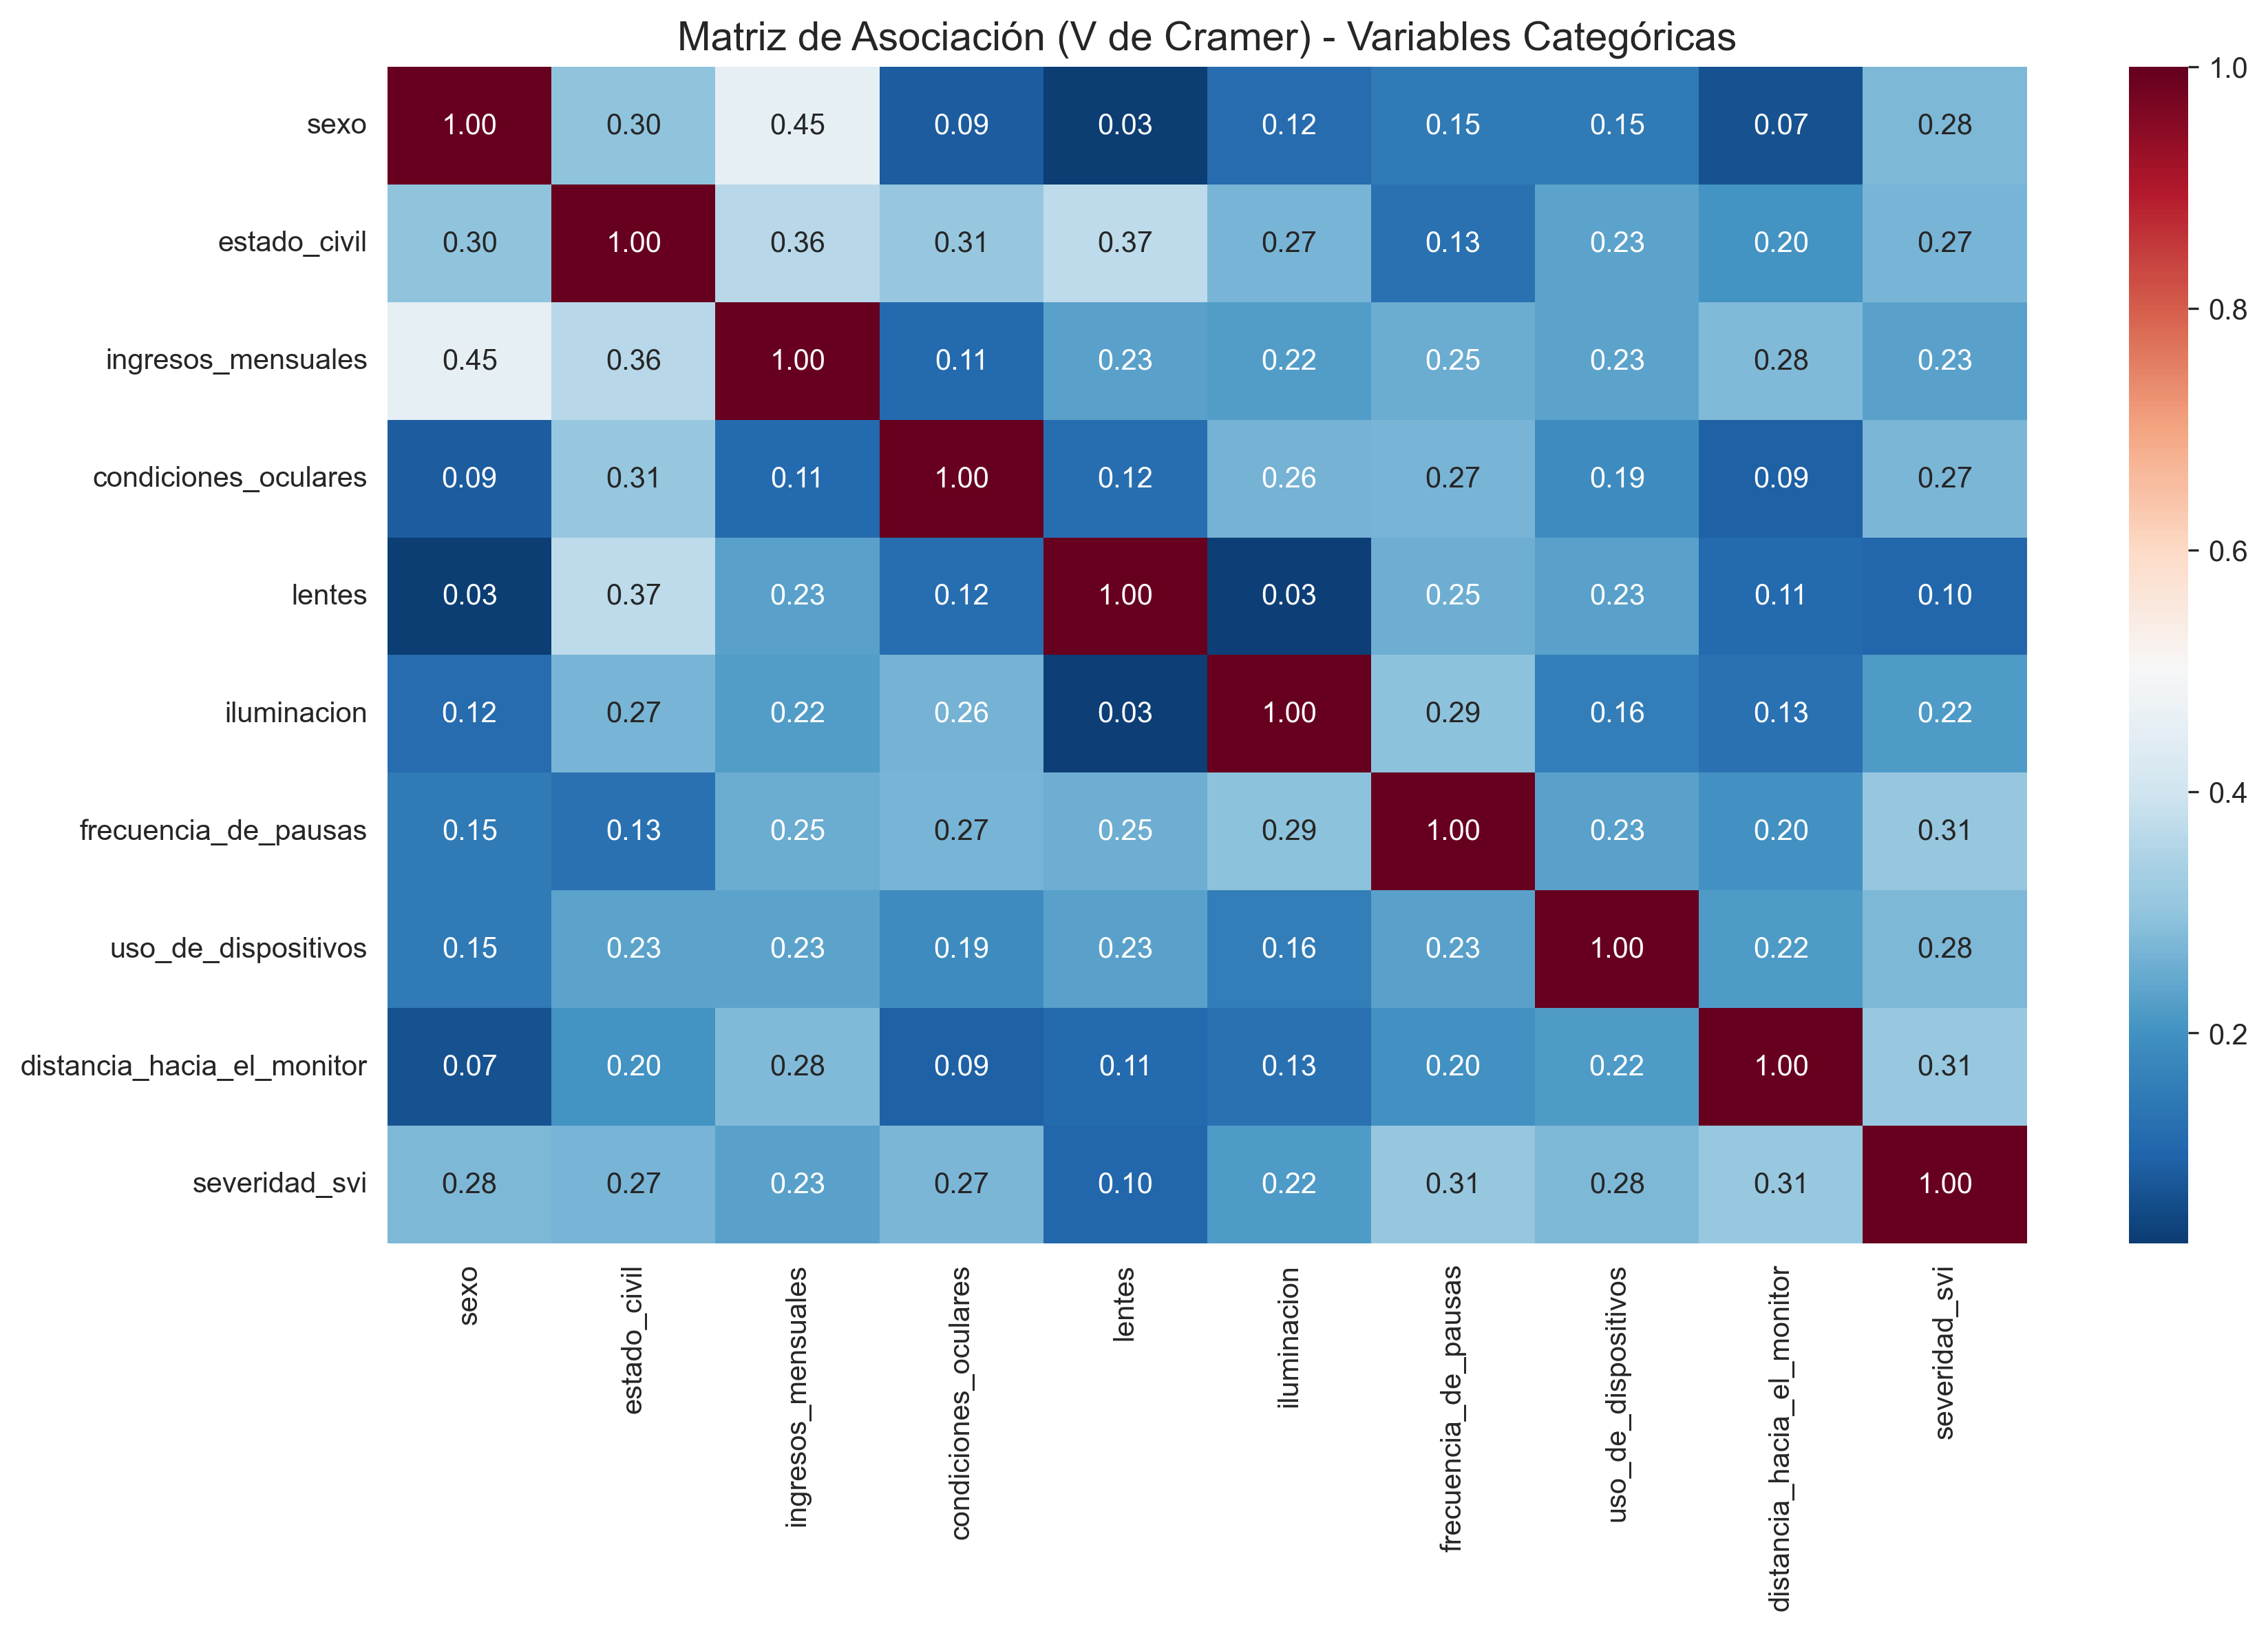 Matriz de Asociación (V de Cramer) - Variables Categóricas
sexo 1.00 0.30 0.45 0.09 0.03 0.12 0.15 0.15 0.07 0.28
estado_civil 0.30 1.00 0.36 0.31 0.37 0.27 0.13 0.23 0.20 0.27
ingresos_mensuales 0.45 0.36 1.00 0.11 0.23 0.22 0.25 0.23 0.28 0.23
condiciones_oculares 0.09 0.31 0.11 1.00 0.12 0.26 0.27 0.19 0.09 0.27
lentes 0.03 0.37 0.23 0.12 1.00 0.03 0.25 0.23 0.11 0.10
iluminacion 0.12 0.27 0.22 0.26 0.03 1.00 0.29 0.16 0.13 0.22
frecuencia_de_pausas 0.15 0.13 0.25 0.27 0.25 0.29 1.00 0.23 0.20 0.31
uso_de_dispositivos 0.15 0.23 0.23 0.19 0.23 0.16 0.23 1.00 0.22 0.28
distancia_hacia_el_monitor 0.07 0.20 0.28 0.09 0.11 0.13 0.20 0.22 1.00 0.31
severidad_svi 0.28 0.27 0.23 0.27 0.10 0.22 0.31 0.28 0.31 1.00
sexo
estado_civil
ingresos_mensuales
condiciones_oculares
lentes
iluminacion
frecuencia_de_pausas
uso_de_dispositivos
distancia_hacia_el_monitor
severidad_svi
1.0
0.8
0.6
0.4
0.2